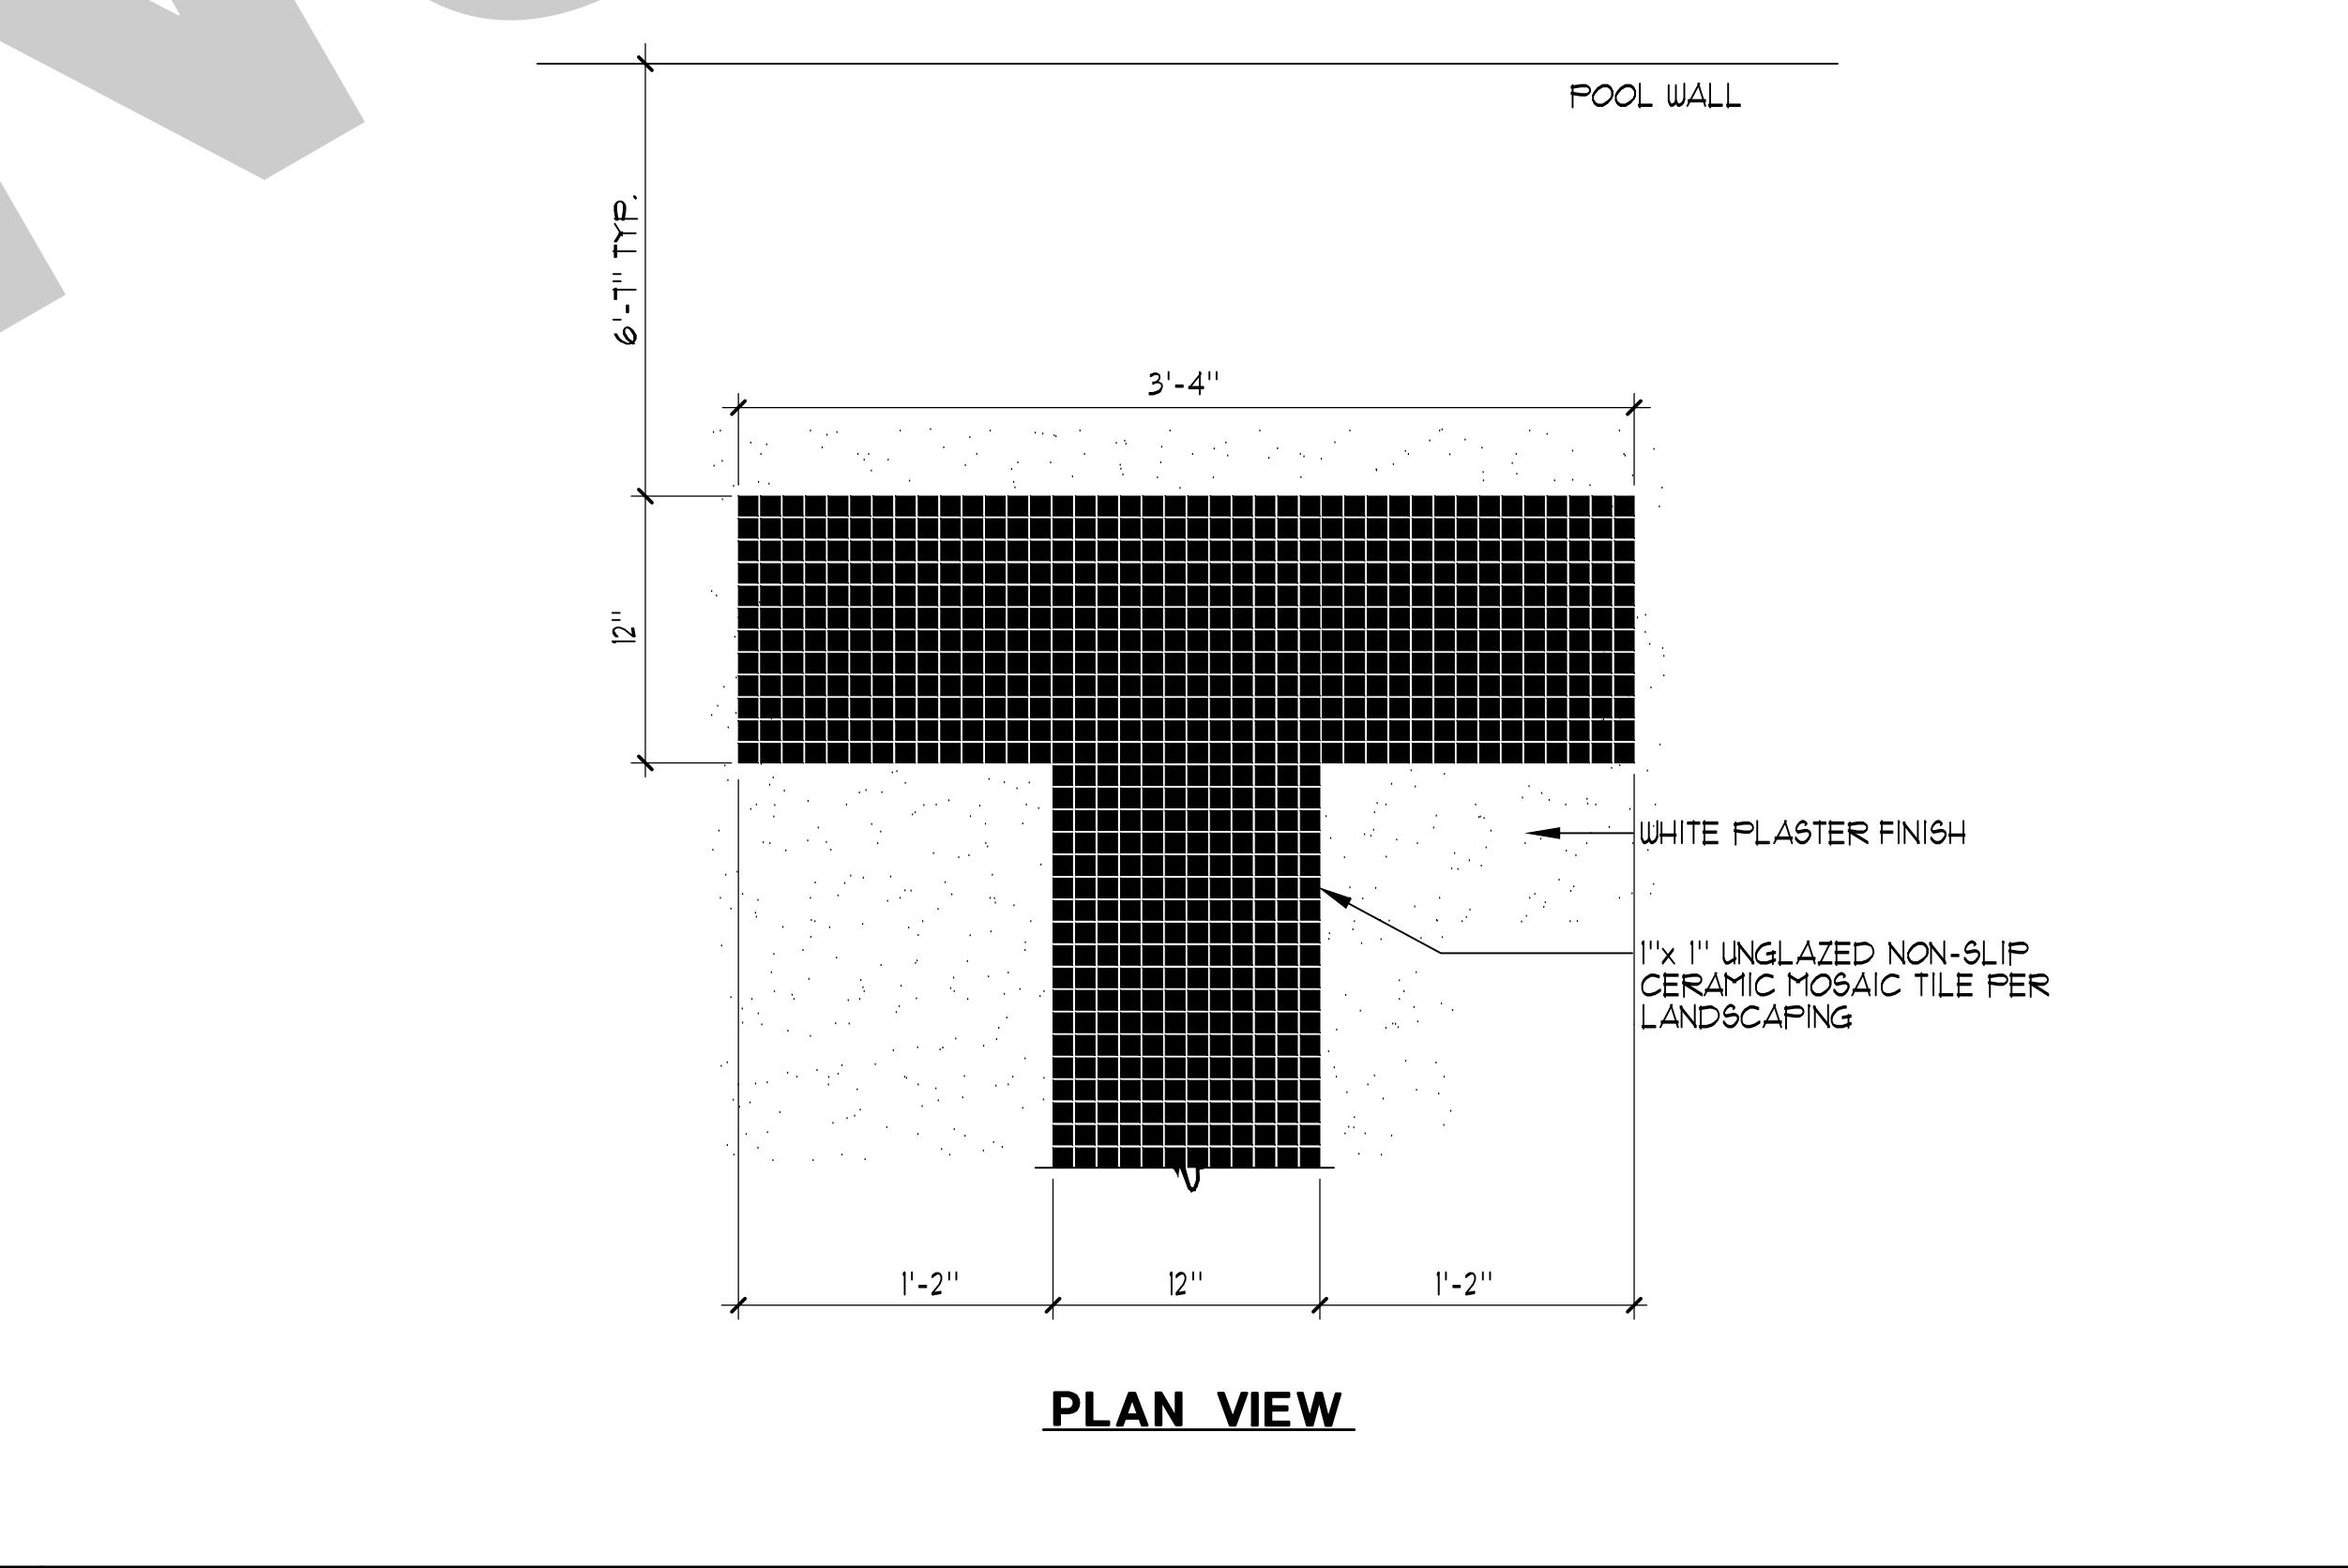 POOL WALL
6'-7" TYP.
3'-4"
12"
WHITE PLASTER FINISH
1"x 1" UNGLAZED NON-SLIP
CERAMIC MOSAIC TILE PER
LANDSCAPING
1'-2" 12" 1'-2"
PLAN VIEW